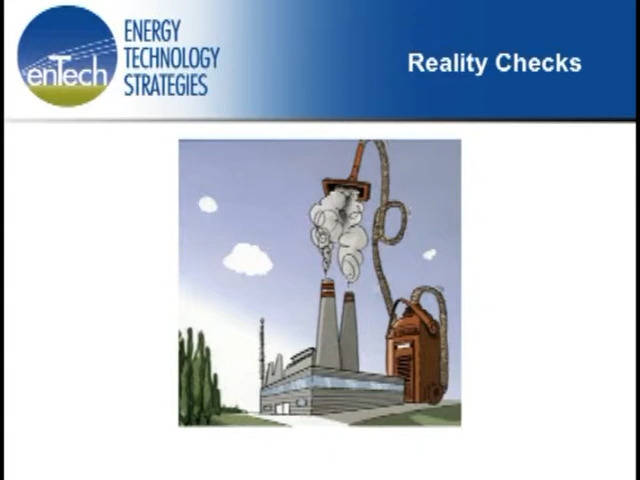 enTech
ENERGY
TECHNOLOGY
STRATEGIES
Reality Checks